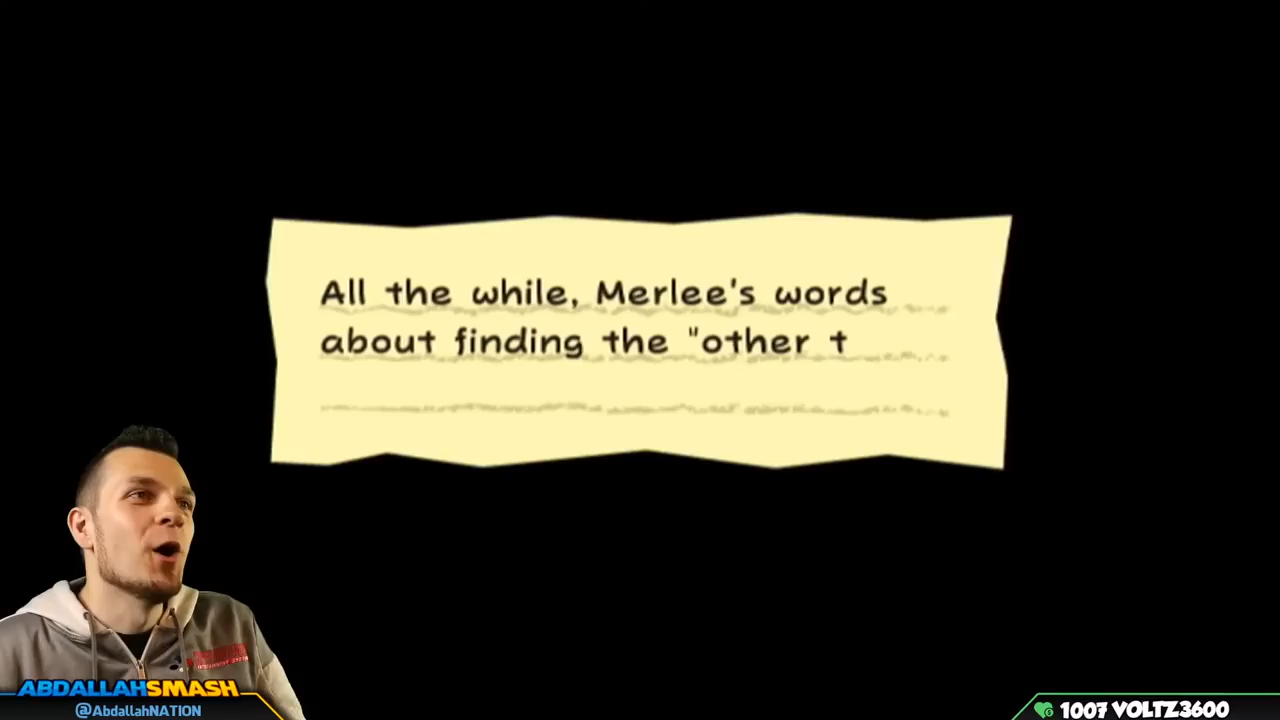 All the while, Merlee's words
about finding the "other t
ABDALLAHSMASH
@AbdallahNATION
1007 VOLTZ3600